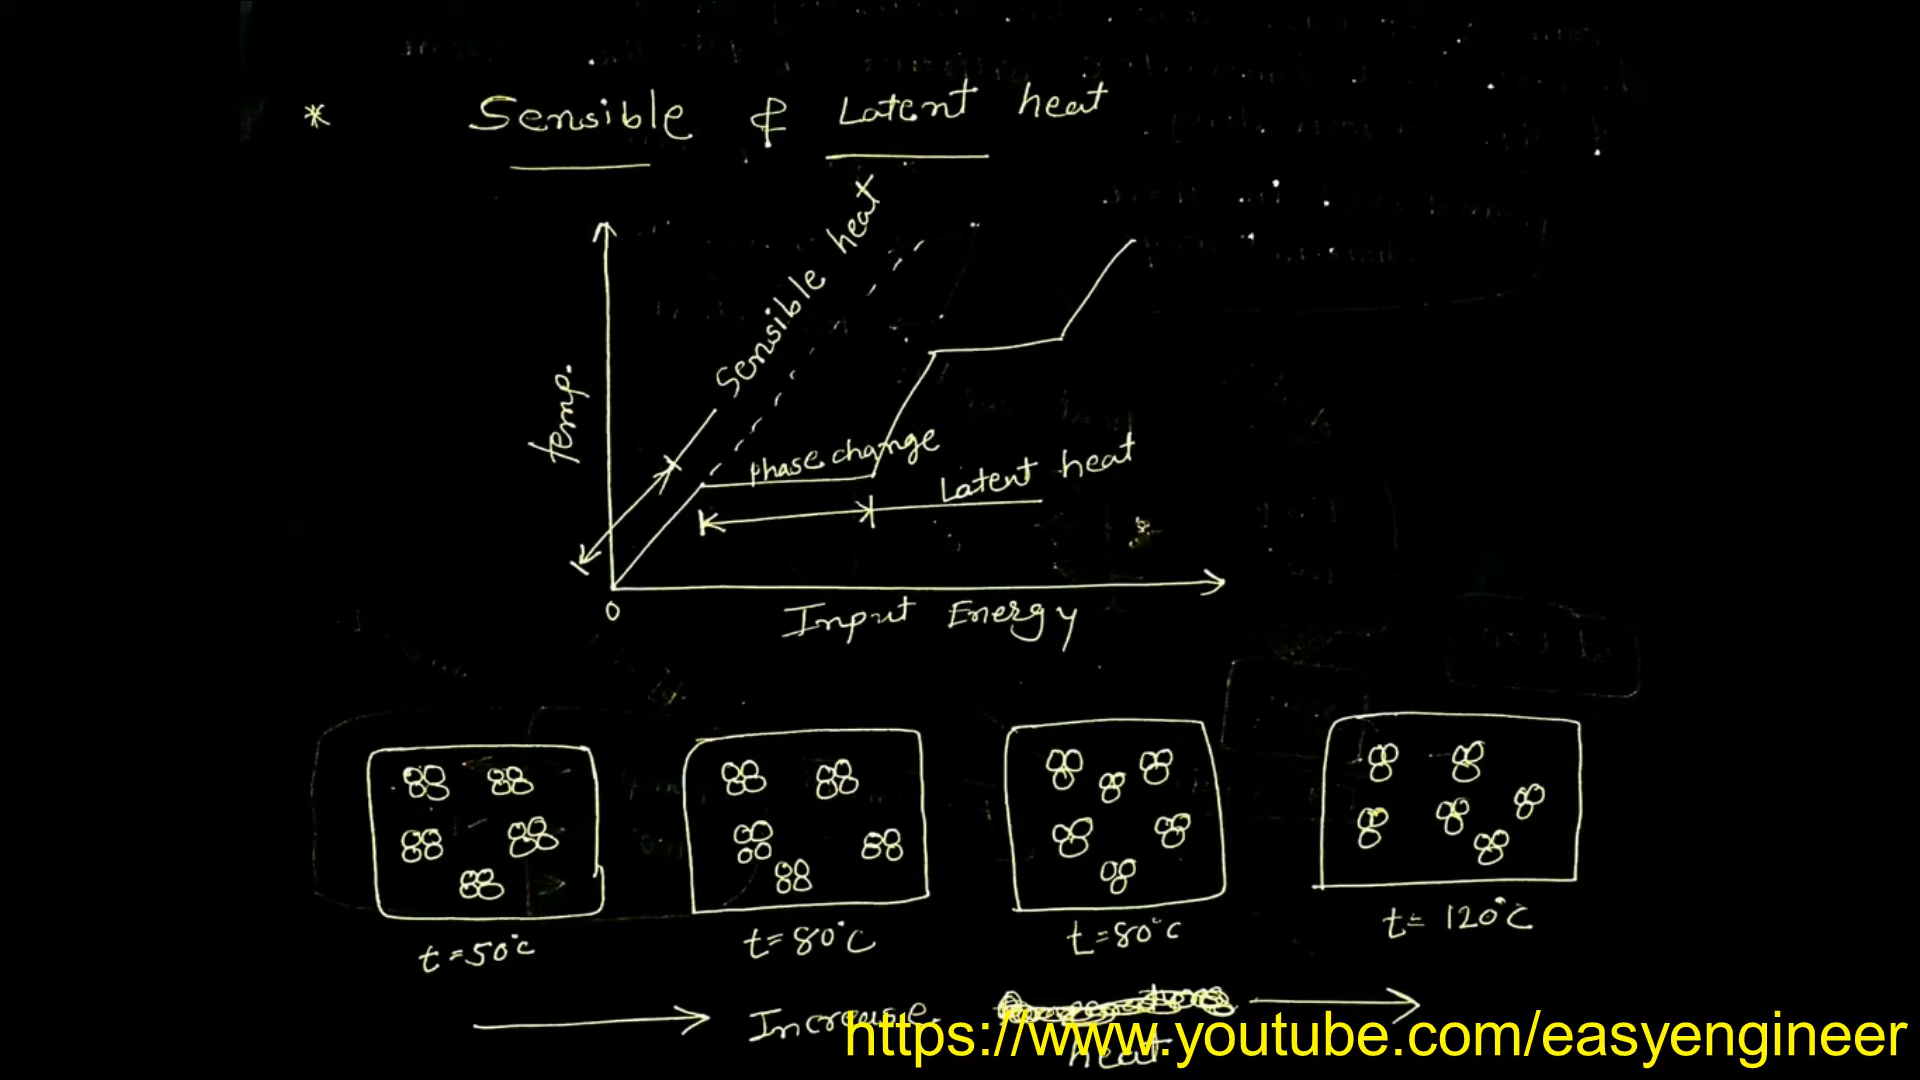 * Sensible & Latent heat
Sensible heat
temp.
phase change
Latent heat
0
Input Energy
t=50°c
t=80°C
t=80°c
t= 120°C
Increase.
heat
https://www.youtube.com/easyengineer